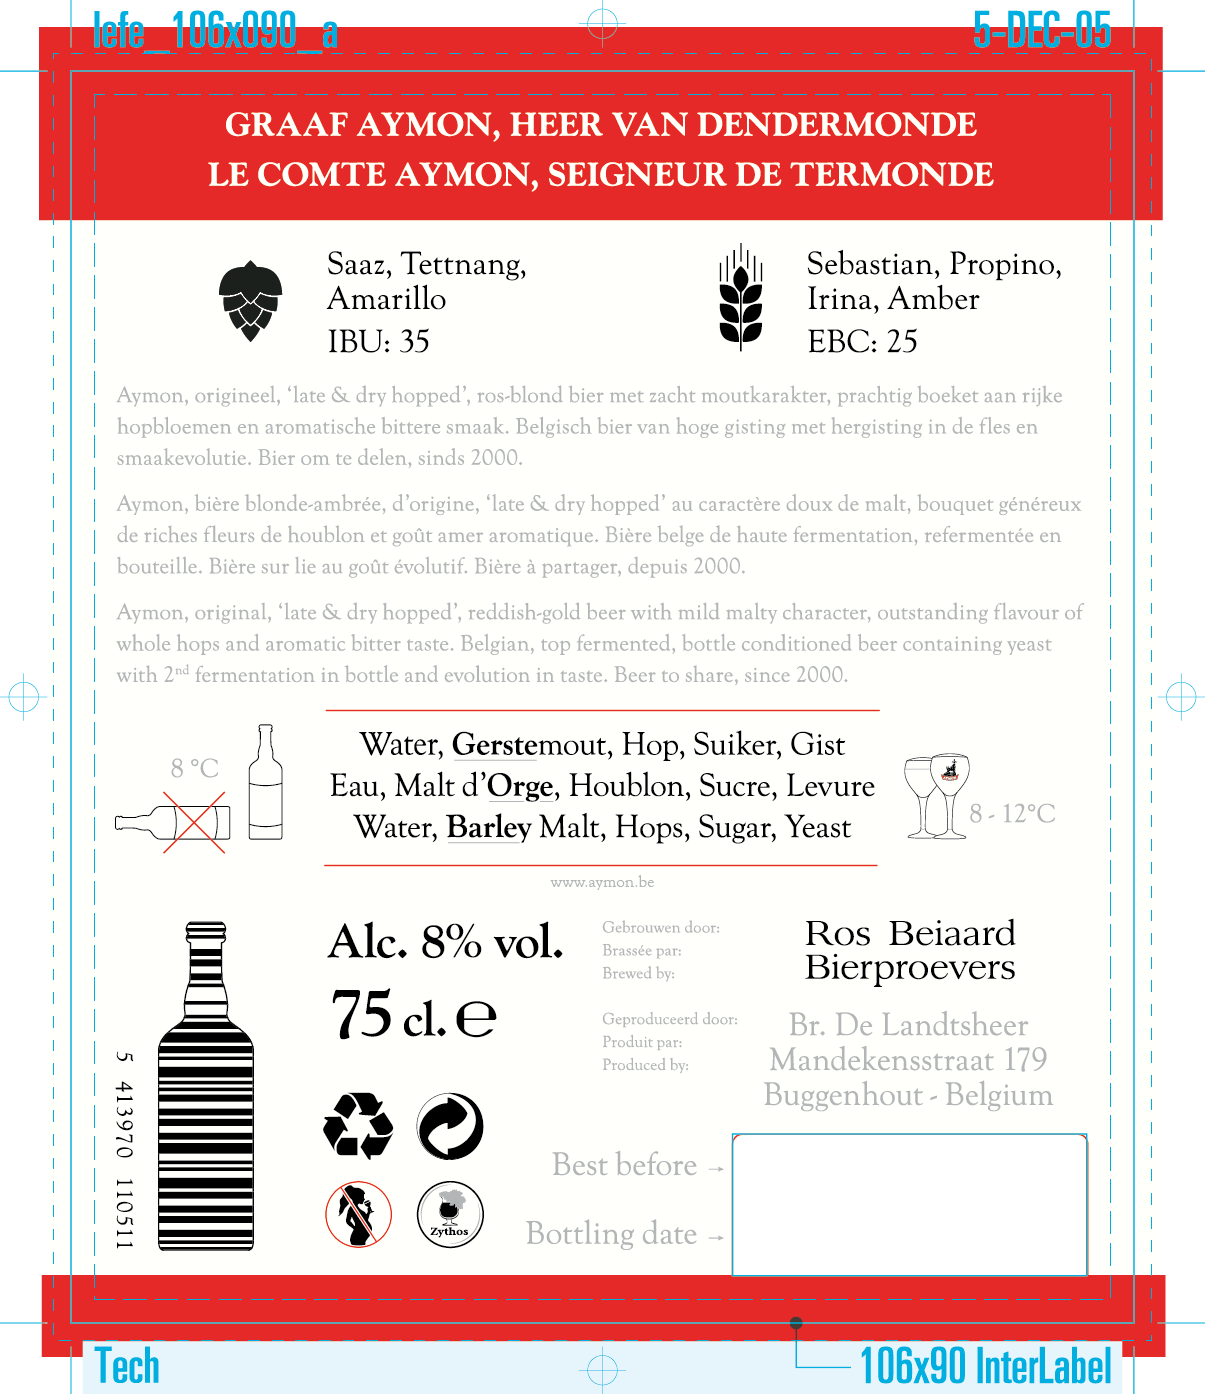 lefe_106x090_a
5-DEC-05
GRAAF AYMON, HEER VAN DENDERMONDE
LE COMTE AYMON, SEIGNEUR DE TERMONDE
Saaz, Tettnang,
Amarillo
IBU: 35
Sebastian, Propino,
Irina, Amber
EBC: 25
Aymon, origineel, ‘late & dry hopped’, ros-blond bier met zacht moutkarakter, prachtig boeket aan rijke
hopbloemen en aromatische bittere smaak. Belgisch bier van hoge gisting met hergisting in de fles en
smaakevolutie. Bier om te delen, sinds 2000.
Aymon, bière blonde-ambrée, d’origine, ‘late & dry hopped’ au caractère doux de malt, bouquet généreux
de riches fleurs de houblon et goût amer aromatique. Bière belge de haute fermentation, refermentée en
bouteille. Bière sur lie au goût évolutif. Bière à partager, depuis 2000.
Aymon, original, ‘late & dry hopped’, reddish-gold beer with mild malty character, outstanding flavour of
whole hops and aromatic bitter taste. Belgian, top fermented, bottle conditioned beer containing yeast
with 2nd fermentation in bottle and evolution in taste. Beer to share, since 2000.
8 °C
Water, Gerstemout, Hop, Suiker, Gist
Eau, Malt d’Orge, Houblon, Sucre, Levure
Water, Barley Malt, Hops, Sugar, Yeast
8 - 12°C
www.aymon.be
Alc. 8% vol.
75 cl. ℮
Gebrouwen door:
Brassée par:
Brewed by:
Ros Beiaard
Bierproevers
Geproduceerd door:
Produit par:
Produced by:
Br. De Landtsheer
Mandekensstraat 179
Buggenhout - Belgium
5 413970 110511
Zythos
Best before →
Bottling date →
Tech
106x90 InterLabel